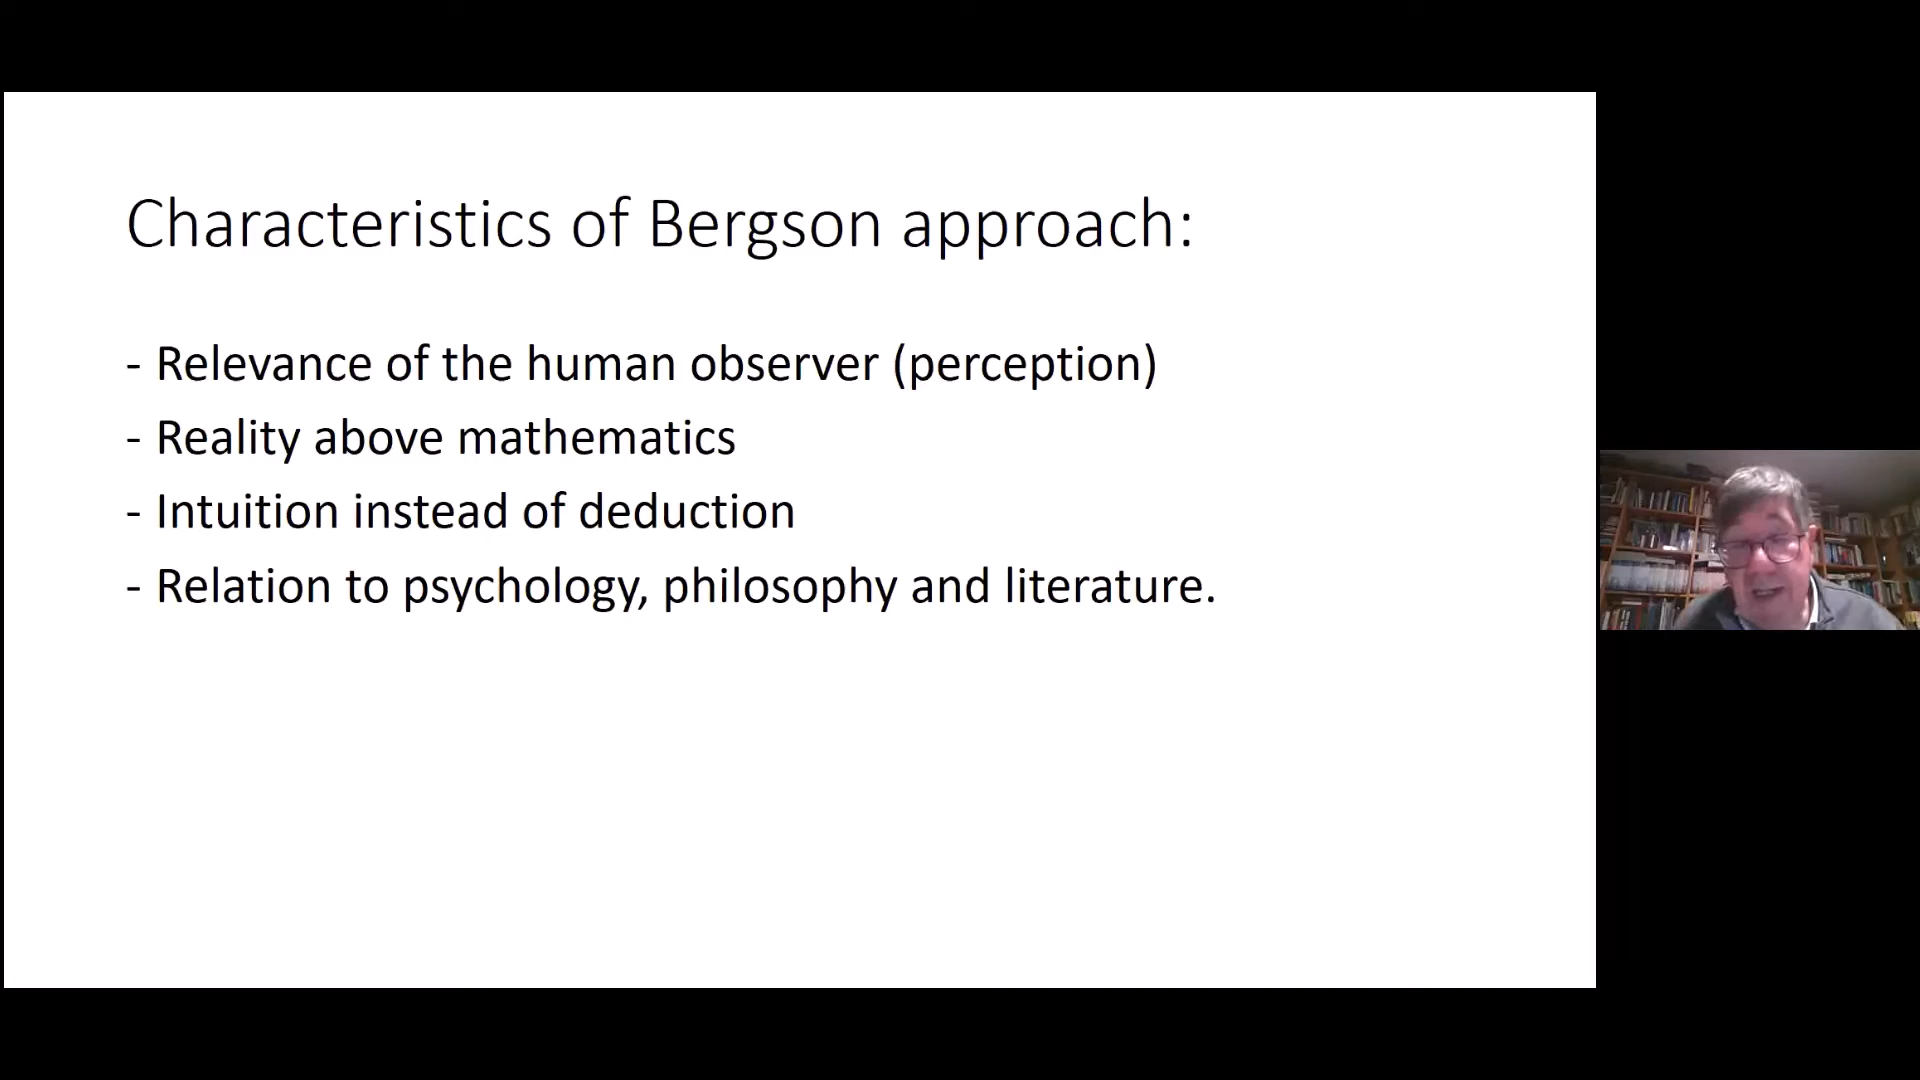 Characteristics of Bergson approach:
- Relevance of the human observer (perception)
- Reality above mathematics
- Intuition instead of deduction
- Relation to psychology, philosophy and literature.